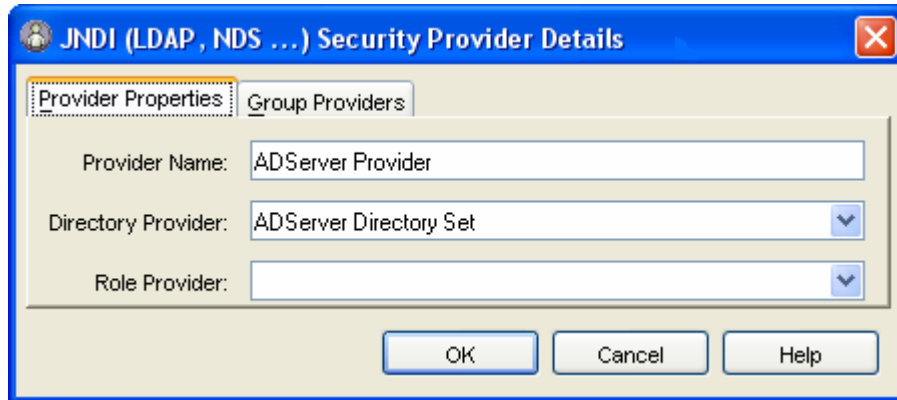 JNDI (LDAP, NDS ...) Security Provider Details
Provider Properties Group Providers
Provider Name: ADServer Provider
Directory Provider: ADServer Directory Set
Role Provider:
OK Cancel Help